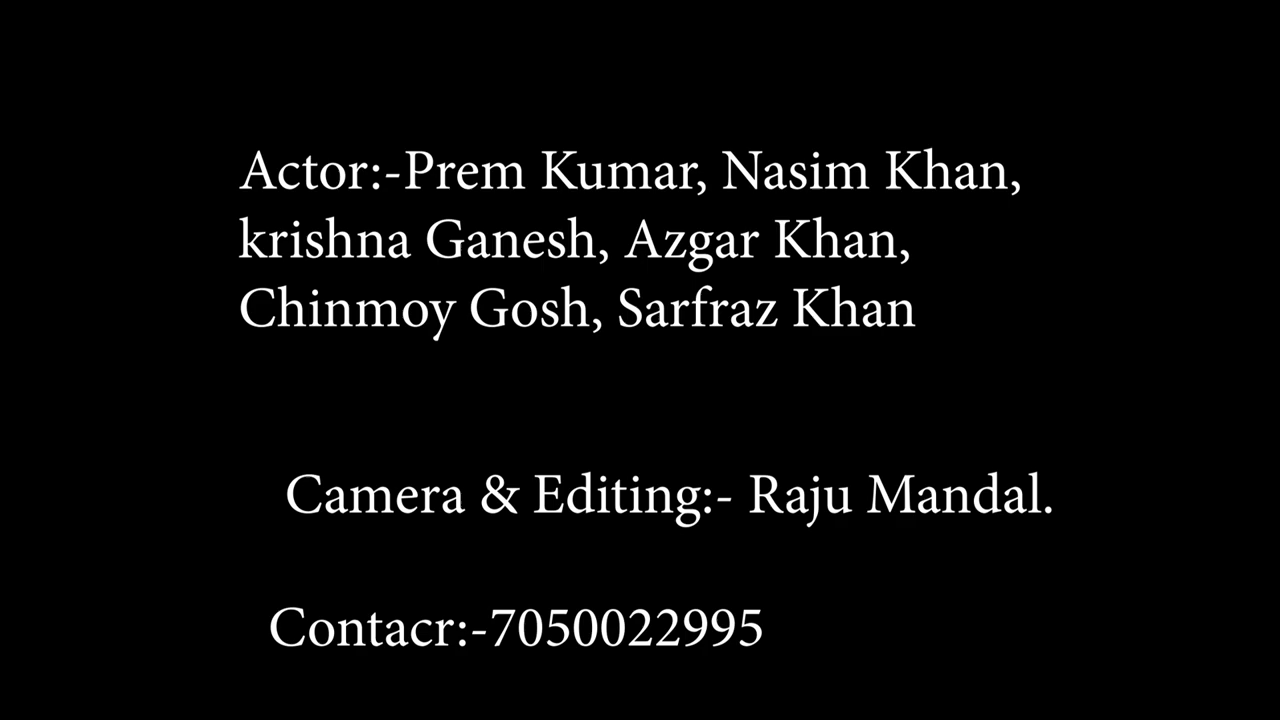 Actor:-Prem Kumar, Nasim Khan,
krishna Ganesh, Azgar Khan,
Chinmoy Gosh, Sarfraz Khan
Camera & Editing:- Raju Mandal.
Contacr:-7050022995